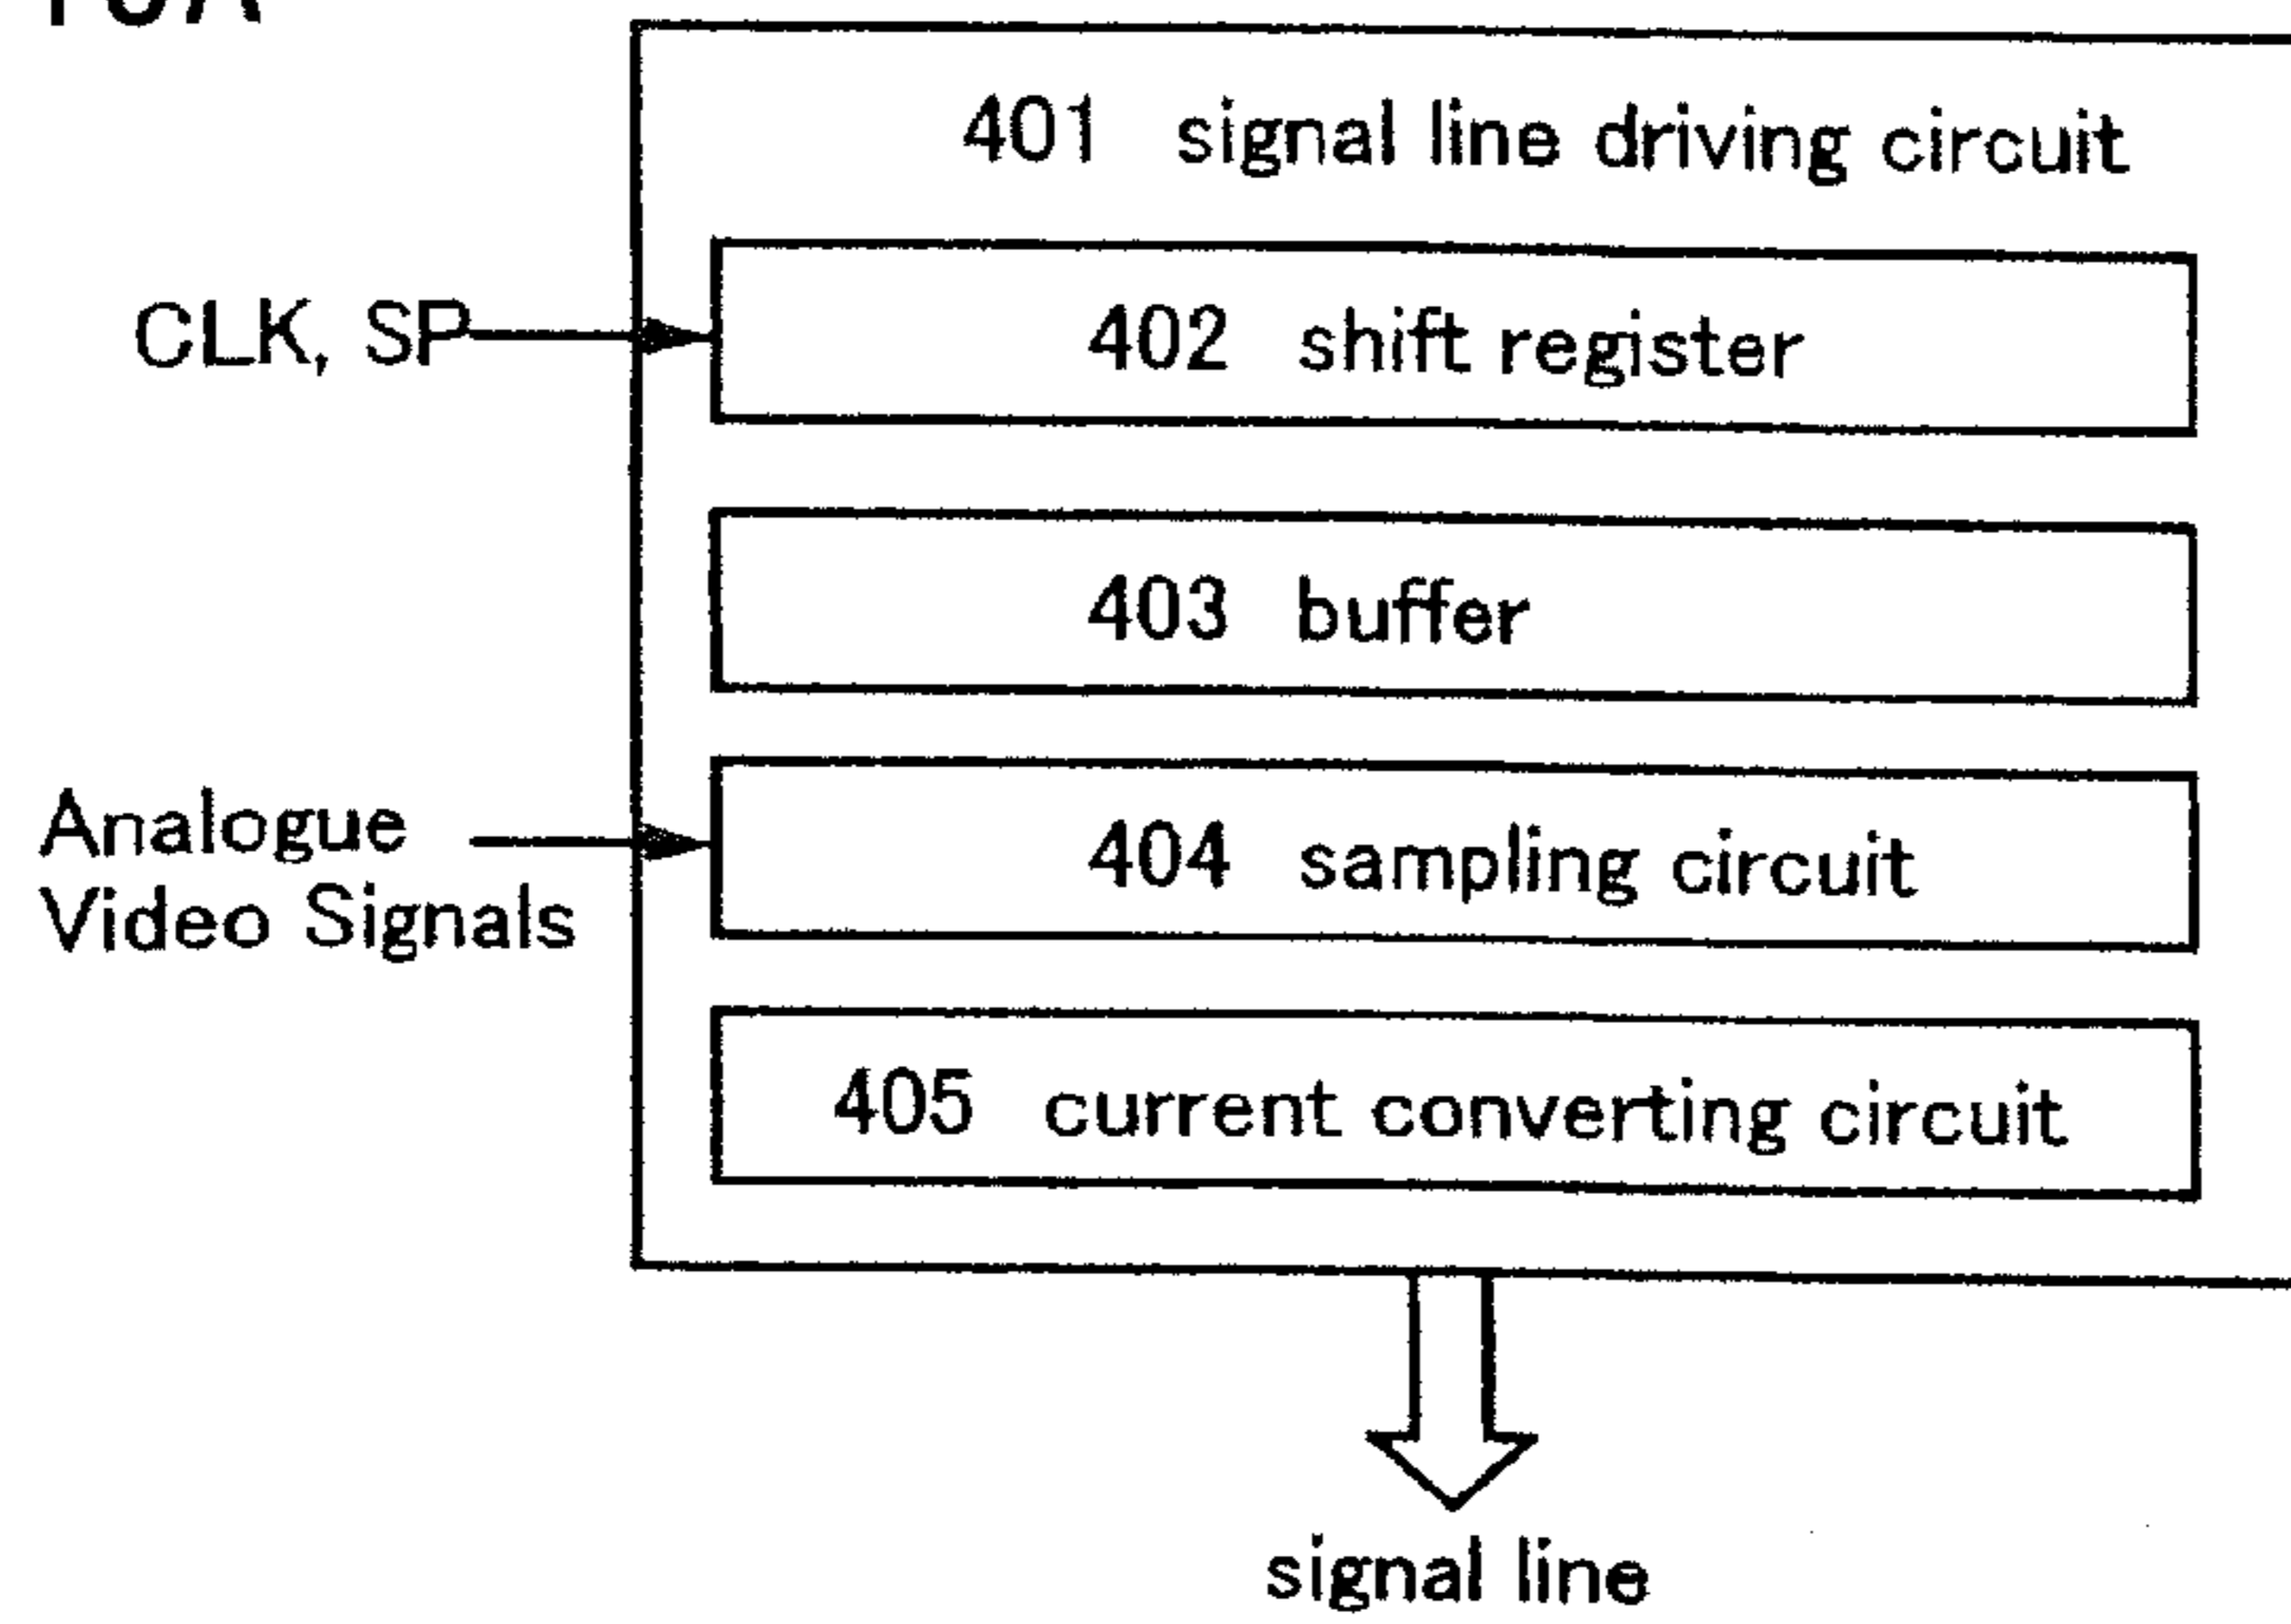 401 signal line driving circuit
CLK, SP
402 shift register
403 buffer
Analogue
Video Signals
404 sampling circuit
405 current converting circuit
signal line